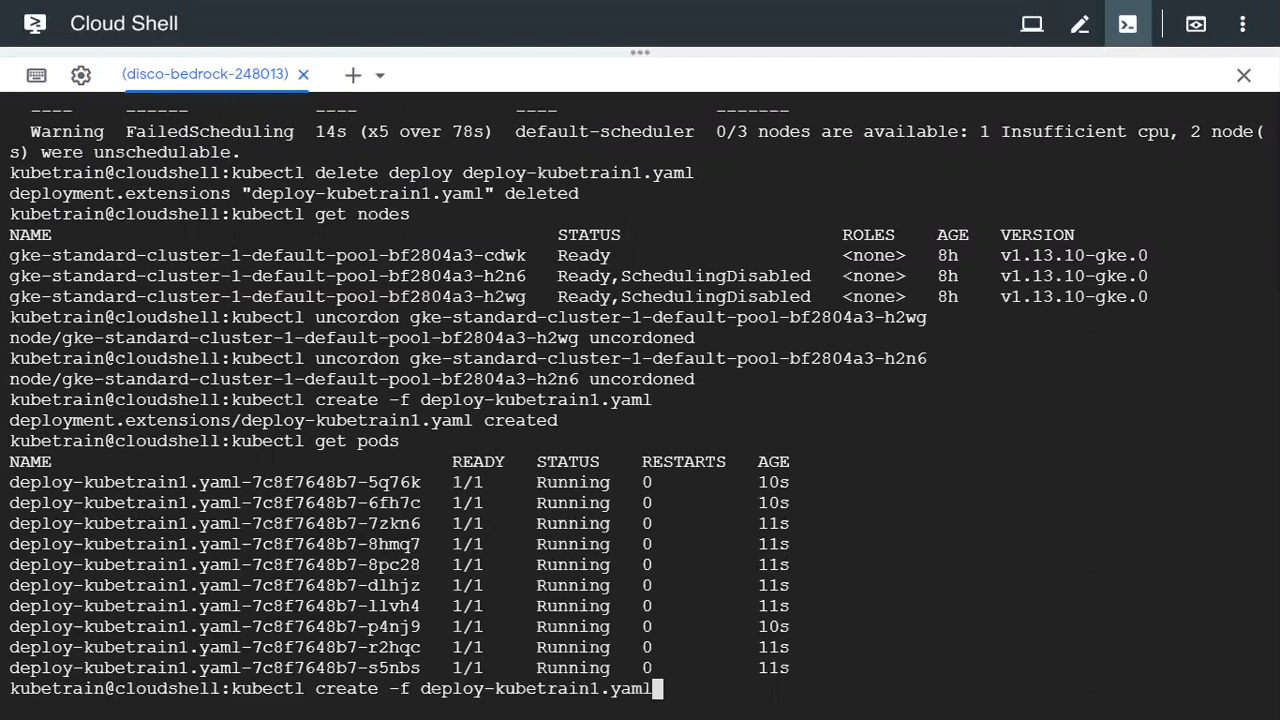 Cloud Shell
(disco-bedrock-248013)
---- ------ ---- ---- -------
Warning FailedScheduling 14s (x5 over 78s) default-scheduler 0/3 nodes are available: 1 Insufficient cpu, 2 node(
s) were unschedulable.
kubetrain@cloudshell:kubectl delete deploy deploy-kubetrain1.yaml
deployment.extensions "deploy-kubetrain1.yaml" deleted
kubetrain@cloudshell:kubectl get nodes
NAME STATUS ROLES AGE VERSION
gke-standard-cluster-1-default-pool-bf2804a3-cdwk Ready <none> 8h v1.13.10-gke.0
gke-standard-cluster-1-default-pool-bf2804a3-h2n6 Ready,SchedulingDisabled <none> 8h v1.13.10-gke.0
gke-standard-cluster-1-default-pool-bf2804a3-h2wg Ready,SchedulingDisabled <none> 8h v1.13.10-gke.0
kubetrain@cloudshell:kubectl uncordon gke-standard-cluster-1-default-pool-bf2804a3-h2wg
node/gke-standard-cluster-1-default-pool-bf2804a3-h2wg uncordoned
kubetrain@cloudshell:kubectl uncordon gke-standard-cluster-1-default-pool-bf2804a3-h2n6
node/gke-standard-cluster-1-default-pool-bf2804a3-h2n6 uncordoned
kubetrain@cloudshell:kubectl create -f deploy-kubetrain1.yaml
deployment.extensions/deploy-kubetrain1.yaml created
kubetrain@cloudshell:kubectl get pods
NAME READY STATUS RESTARTS AGE
deploy-kubetrain1.yaml-7c8f7648b7-5q76k 1/1 Running 0 10s
deploy-kubetrain1.yaml-7c8f7648b7-6fh7c 1/1 Running 0 10s
deploy-kubetrain1.yaml-7c8f7648b7-7zkn6 1/1 Running 0 11s
deploy-kubetrain1.yaml-7c8f7648b7-8hmq7 1/1 Running 0 11s
deploy-kubetrain1.yaml-7c8f7648b7-8pc28 1/1 Running 0 11s
deploy-kubetrain1.yaml-7c8f7648b7-dlhjz 1/1 Running 0 11s
deploy-kubetrain1.yaml-7c8f7648b7-llvh4 1/1 Running 0 11s
deploy-kubetrain1.yaml-7c8f7648b7-p4nj9 1/1 Running 0 10s
deploy-kubetrain1.yaml-7c8f7648b7-r2hqc 1/1 Running 0 11s
deploy-kubetrain1.yaml-7c8f7648b7-s5nbs 1/1 Running 0 11s
kubetrain@cloudshell:kubectl create -f deploy-kubetrain1.yaml